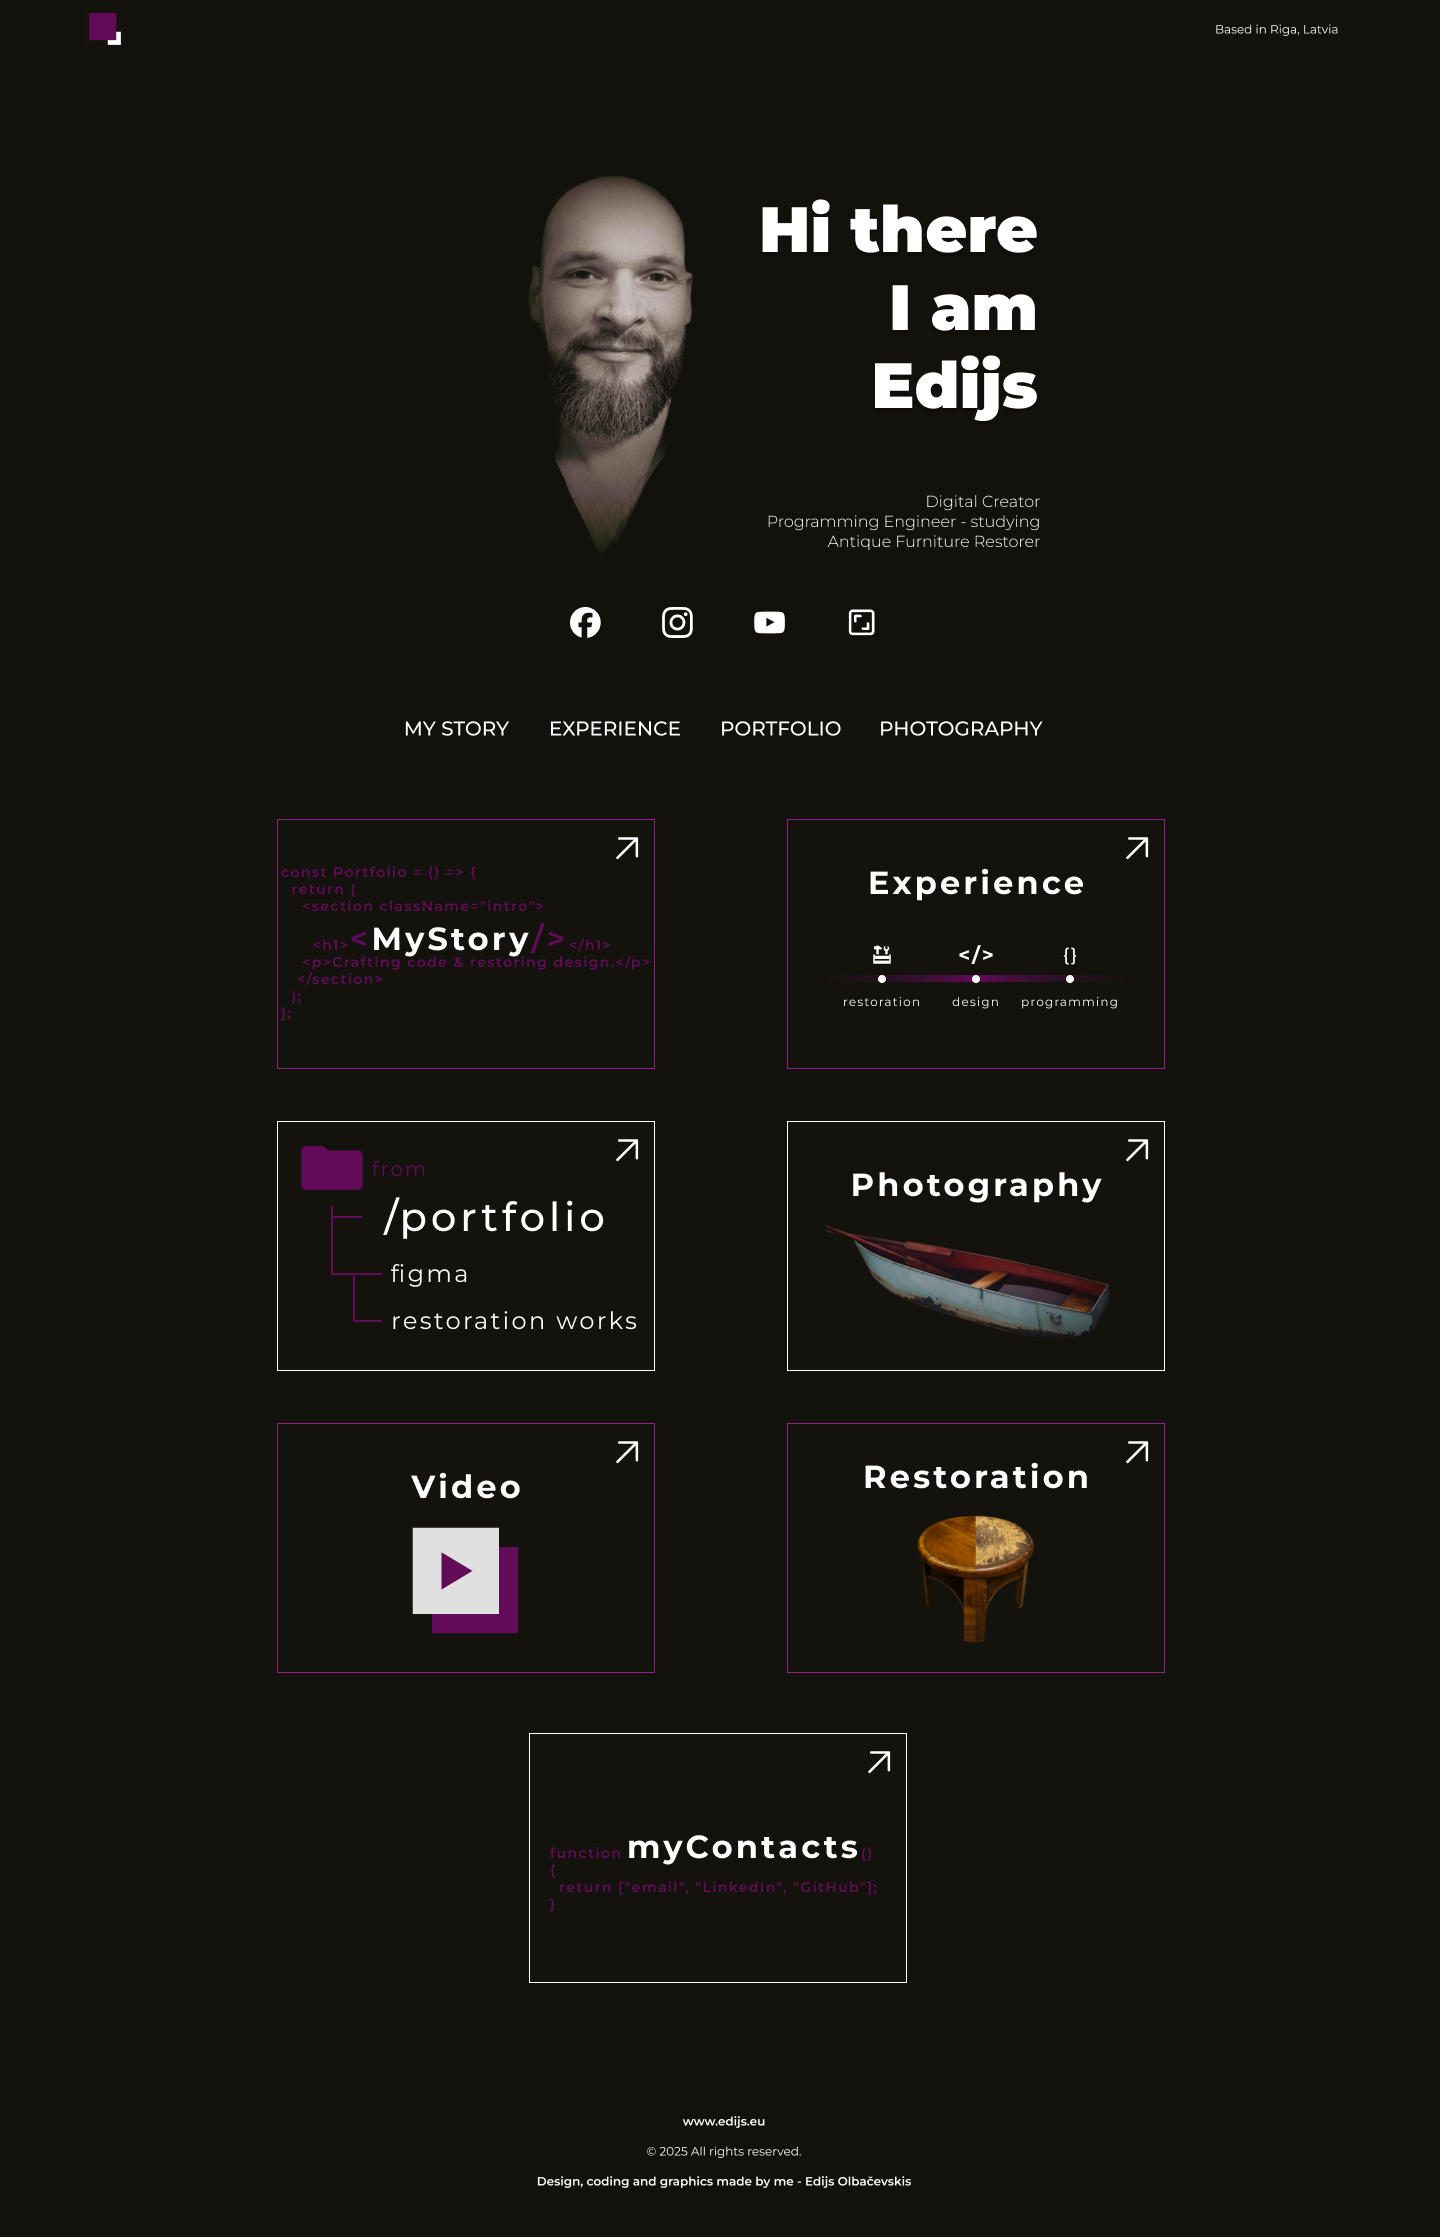 Based in Riga, Latvia
Hi there
I am
Edijs
Digital Creator
Programming Engineer - studying
Antique Furniture Restorer
MY STORY EXPERIENCE PORTFOLIO PHOTOGRAPHY
const Portfolio = () => {
return (
<section className="intro">
<h1><MyStory/></h1>
<p>Crafting code & restoring design.</p>
</section>
);
};
Experience
</> {}
restoration design programming
from
/portfolio
figma
restoration works
Photography
Video
Restoration
function myContacts()
{
return ["email", "LinkedIn", "GitHub"];
}
www.edijs.eu
© 2025 All rights reserved.
Design, coding and graphics made by me - Edijs Olbačevskis